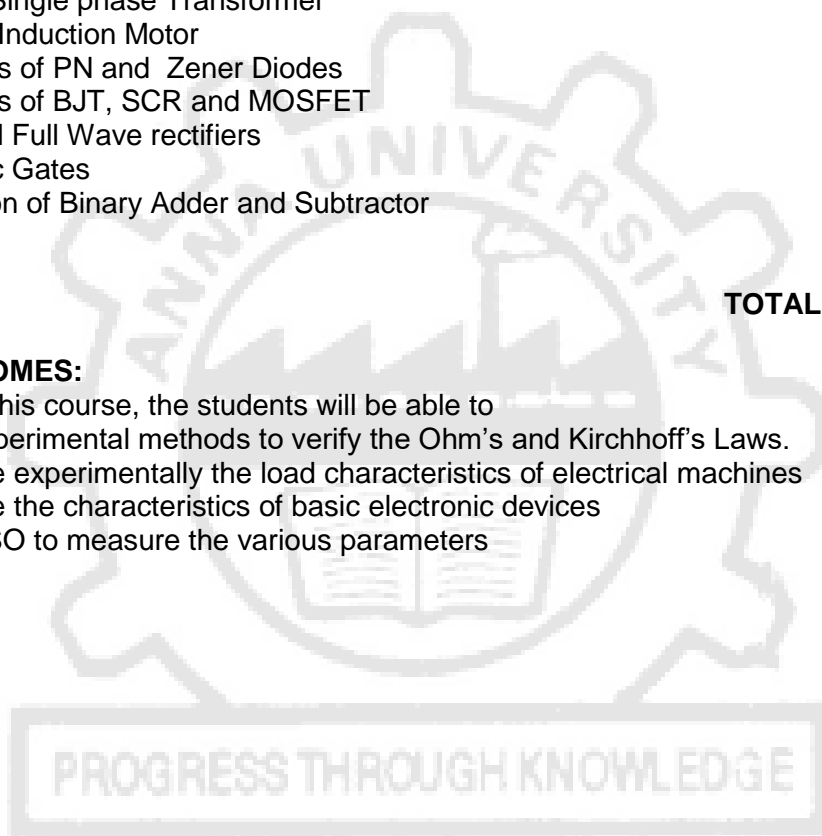 Single phase Transformer
Induction Motor
s of PN and Zener Diodes
s of BJT, SCR and MOSFET
l Full Wave rectifiers
c Gates
on of Binary Adder and Subtractor
TOTAL
OMES:
his course, the students will be able to
perimental methods to verify the Ohm’s and Kirchhoff’s Laws.
e experimentally the load characteristics of electrical machines
e the characteristics of basic electronic devices
SO to measure the various parameters
ANNA UNIVERSITY
PROGRESS THROUGH KNOWLEDGE